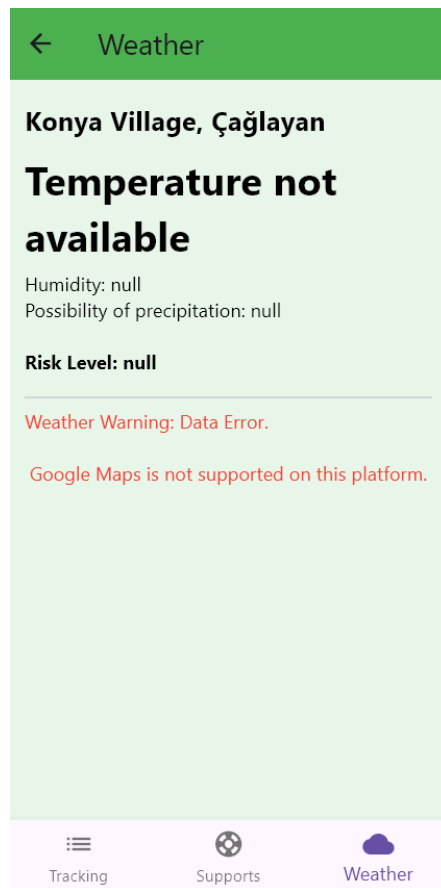 Weather
Konya Village, Çağlayan
Temperature not
available
Humidity: null
Possibility of precipitation: null
Risk Level: null
Weather Warning: Data Error.
Google Maps is not supported on this platform.
Tracking
Supports
Weather